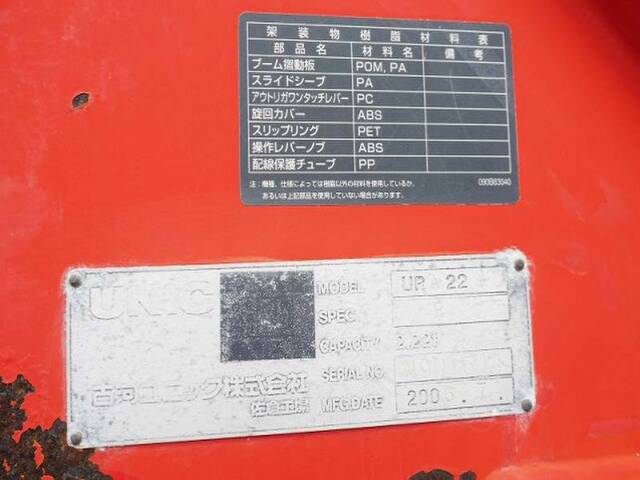 架装物樹脂材料表
部品名 材料名 備考
ブーム摺動板 POM, PA
スライドシーブ PA
アウトリガワンタッチレバー PC
旋回カバー ABS
スリップリング PET
操作レバーノブ ABS
配線保護チューブ PP
注:機種、仕様によっては樹脂以外の材料を使用しているか、 090B83040
あるいは上記部品を使用していない場合があります。
UNIC
MODEL
SPEC.
CAPACITY
SERIAL NO.
古河ユニック株式会社
佐倉工場 MFG.DATE